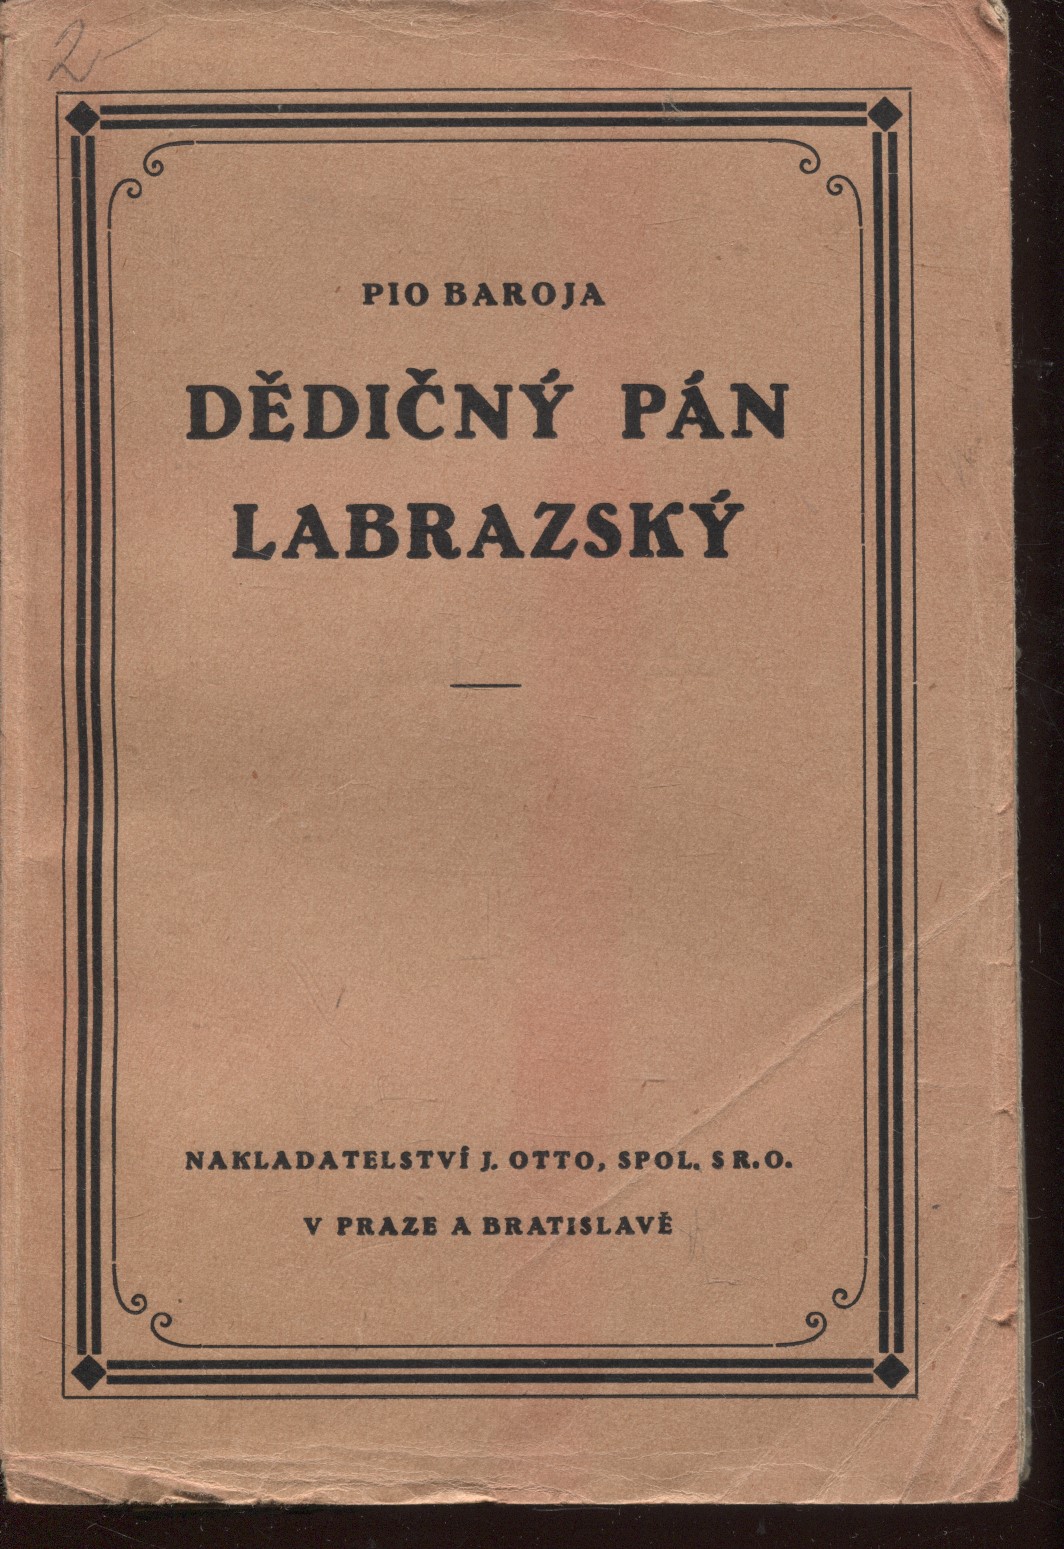 2
PIO BAROJA
DĚDIČNÝ PÁN
LABRAZSKÝ
NAKLADATELSTVÍ J. OTTO, SPOL. S R. O.
V PRAZE A BRATISLAVĚ